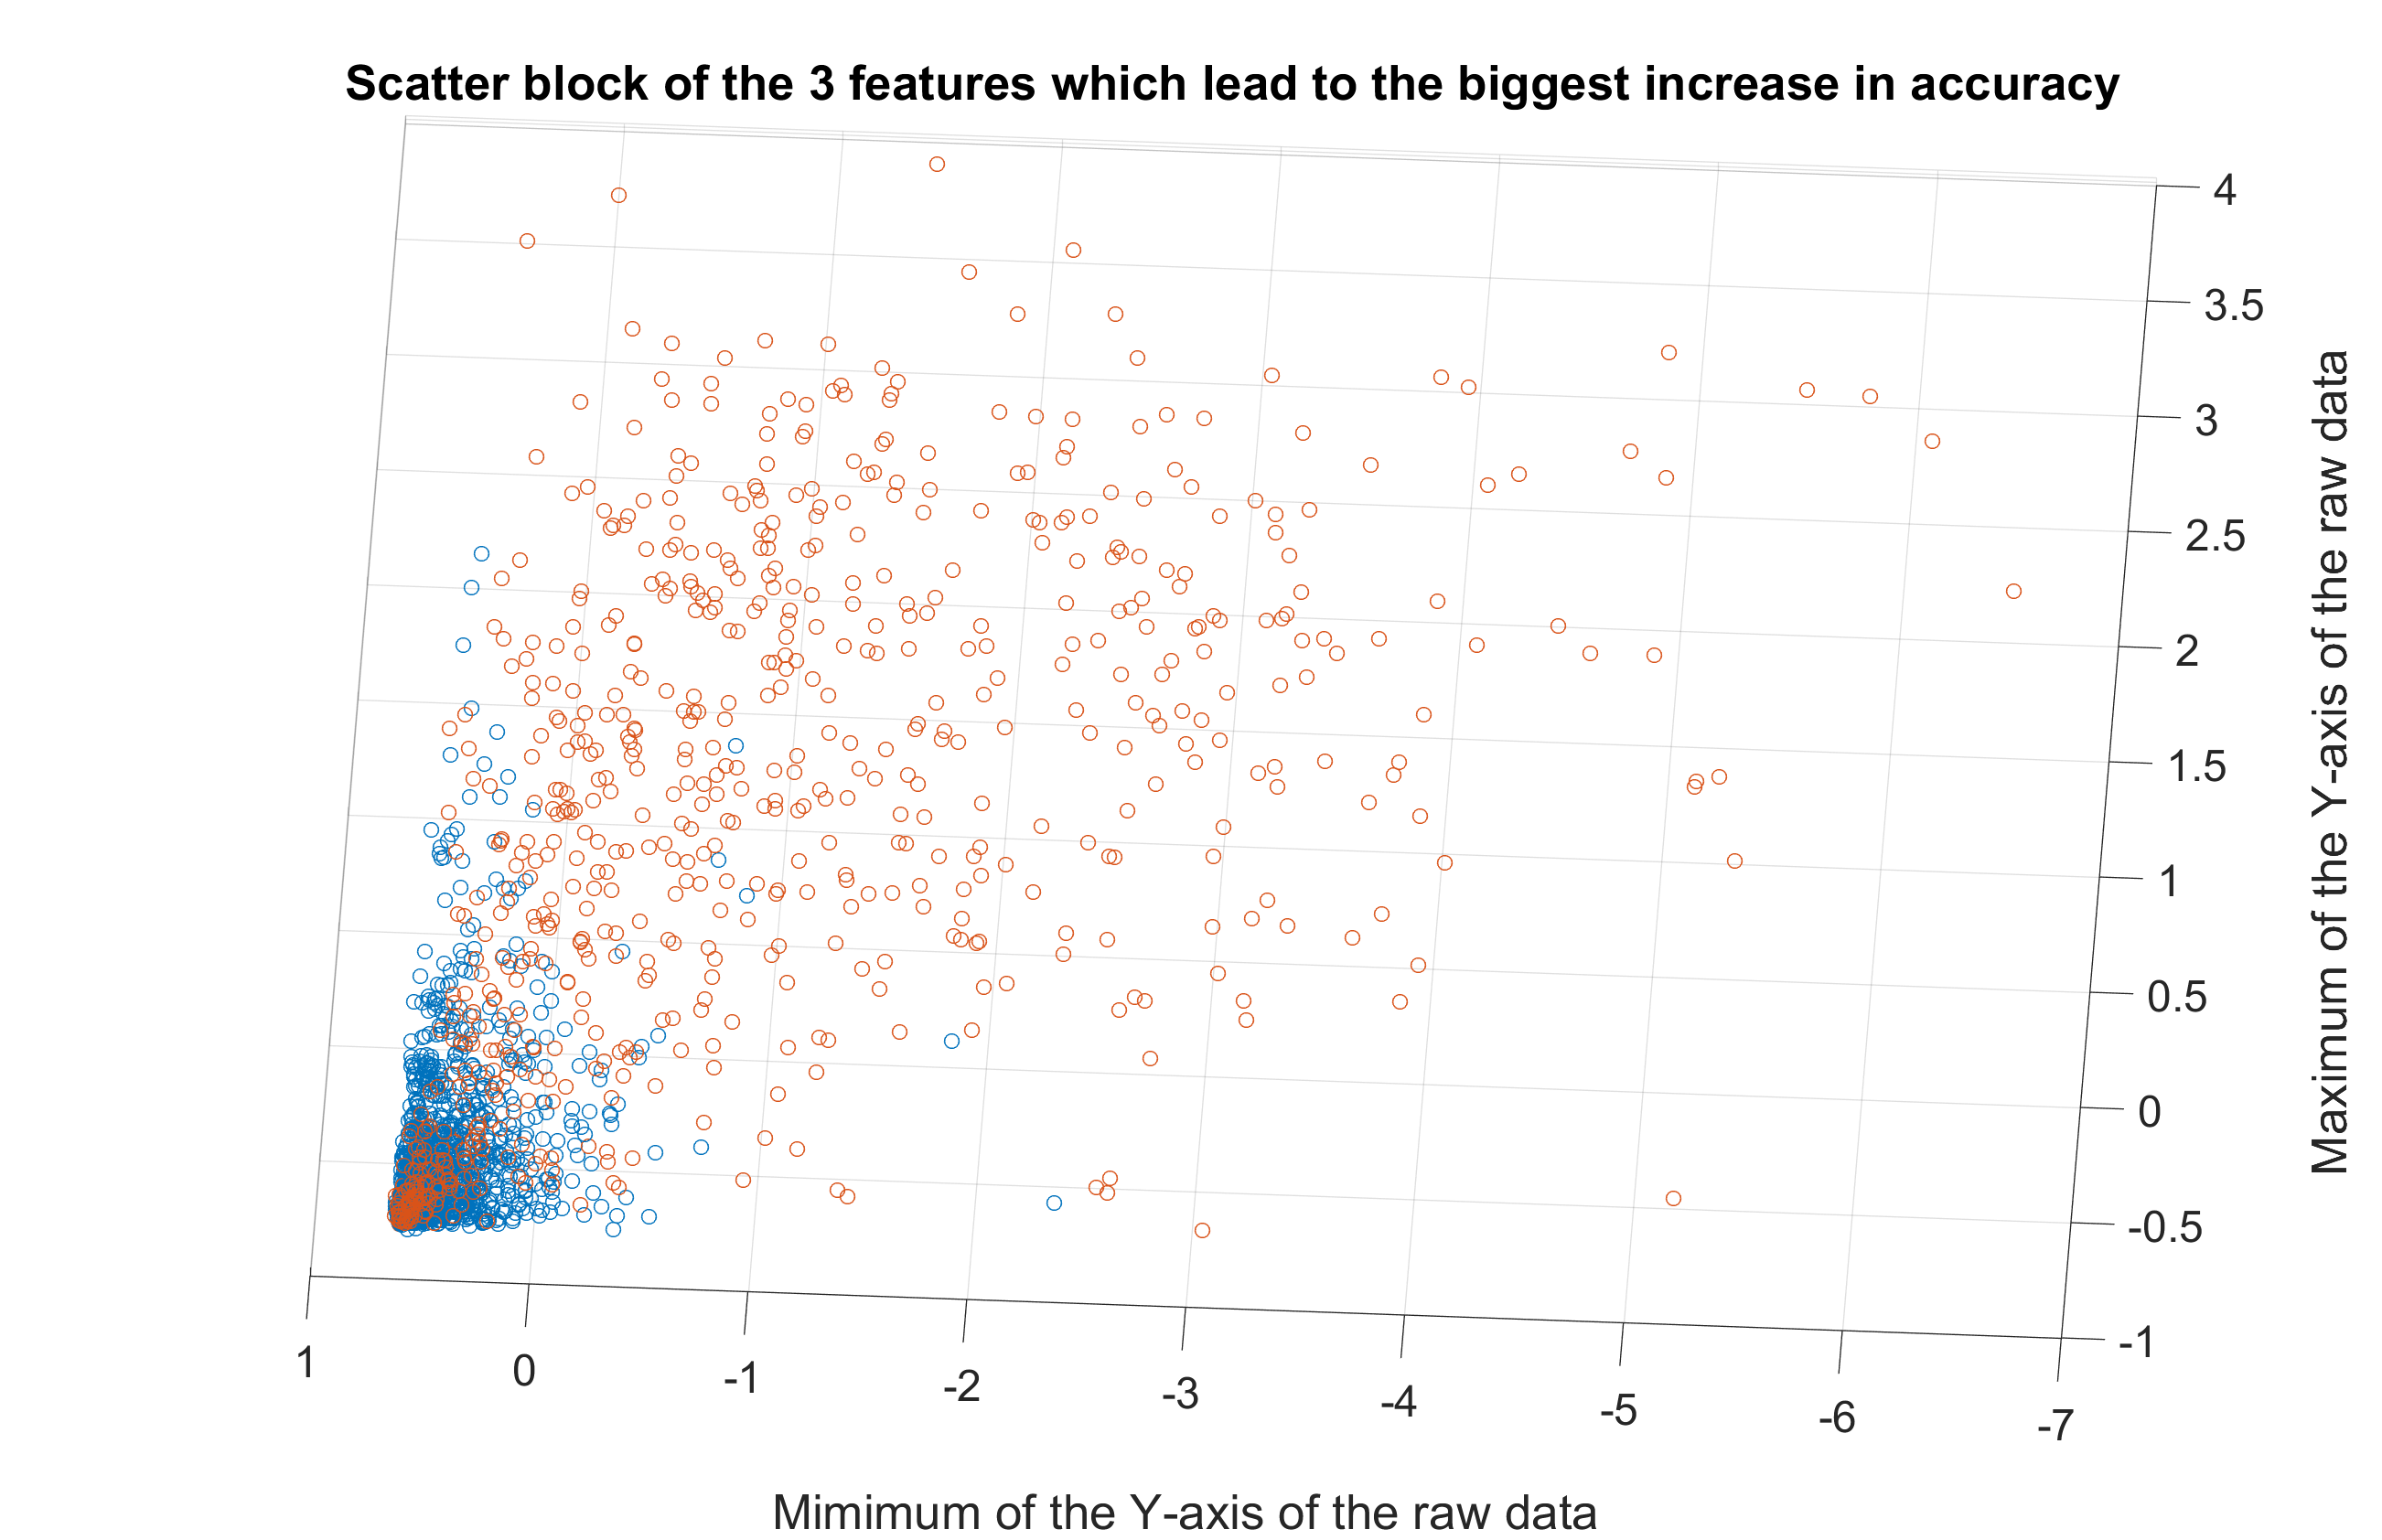 Scatter block of the 3 features which lead to the biggest increase in accuracy
4
3.5
3
2.5
2
1.5
1
0.5
0
-0.5
-1
Maximum of the Y-axis of the raw data
1 0 -1 -2 -3 -4 -5 -6 -7
Mimimum of the Y-axis of the raw data